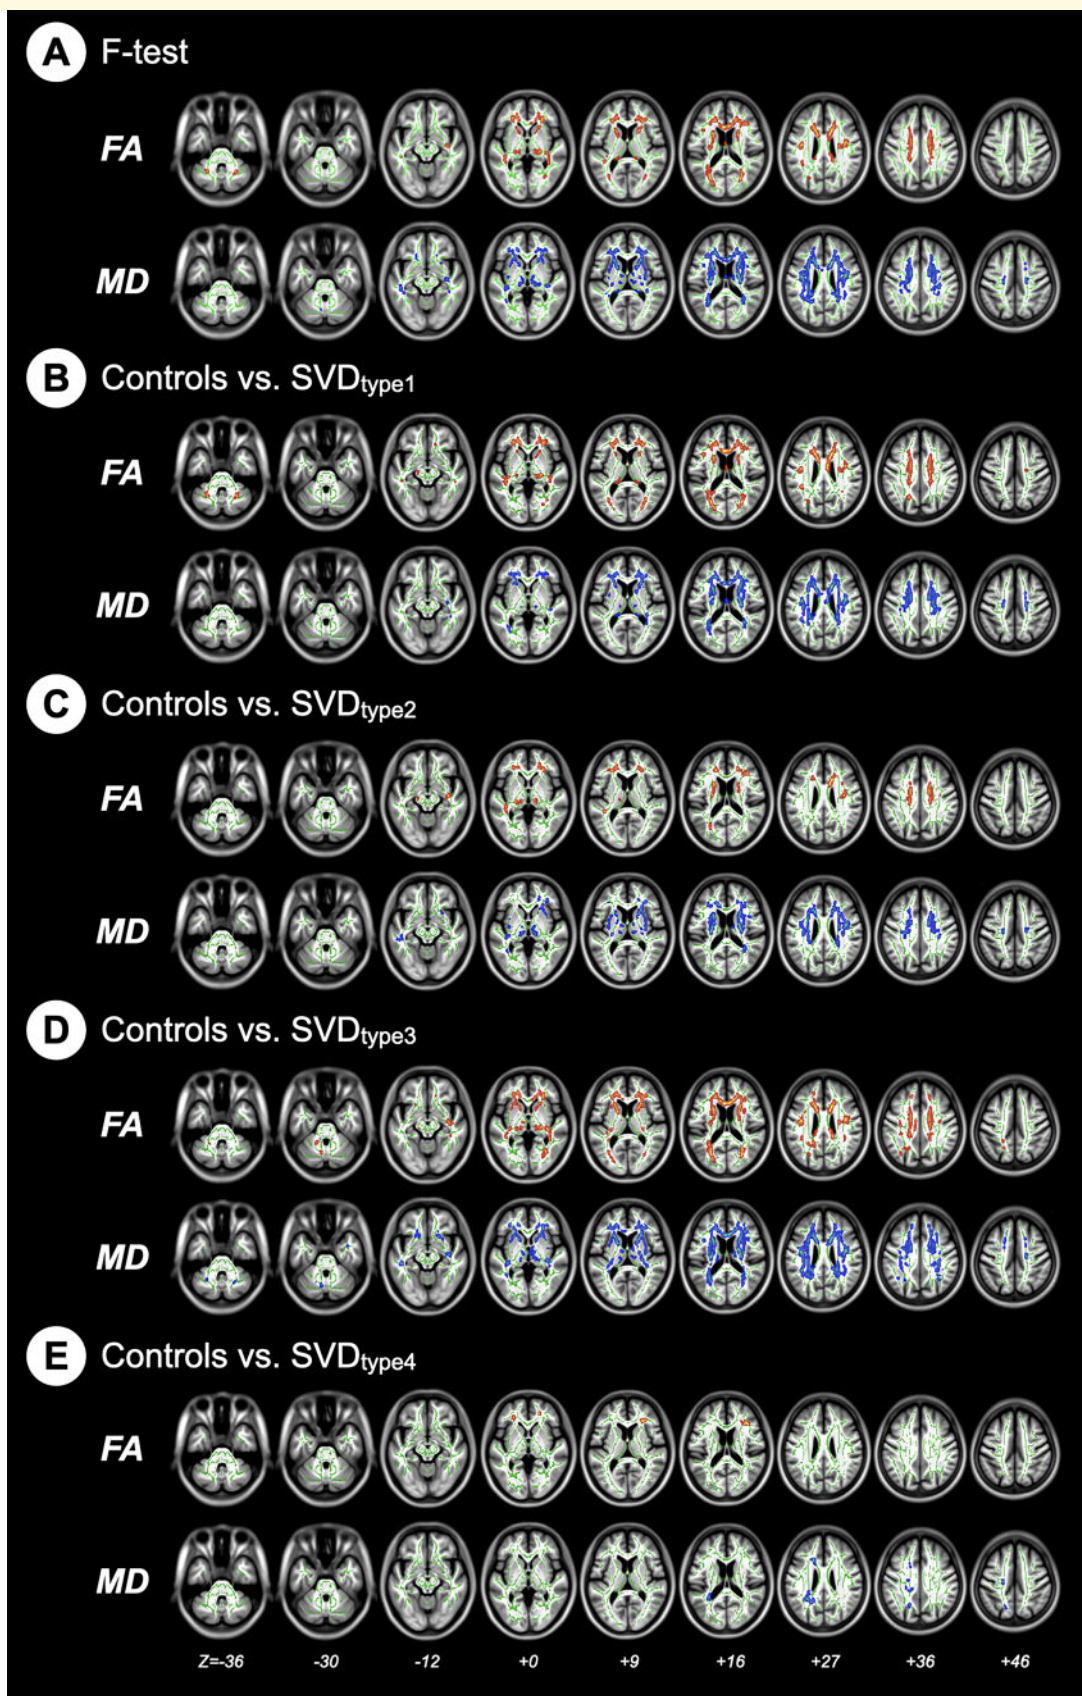 A F-test
FA
MD
B Controls vs. SVDtype1
FA
MD
C Controls vs. SVDtype2
FA
MD
D Controls vs. SVDtype3
FA
MD
E Controls vs. SVDtype4
FA
MD
Z=-36 -30 -12 +0 +9 +16 +27 +36 +46